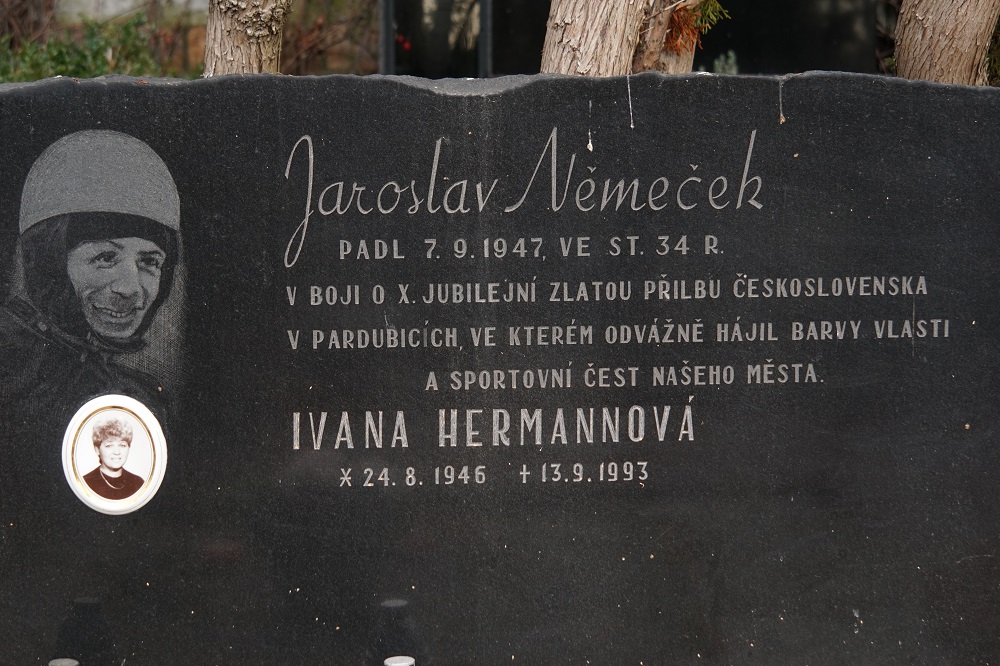 Jaroslav Němeček
PADL 7. 9. 1947, VE ST. 34 R.
V BOJI O X. JUBILEJNÍ ZLATOU PŘILBU ČESKOSLOVENSKA
V PARDUBICÍCH, VE KTERÉM ODVÁŽNĚ HÁJIL BARVY VLASTI
A SPORTOVNÍ ČEST NAŠEHO MĚSTA.
IVANA HERMANNOVÁ
* 24. 8. 1946 † 13. 9. 1993